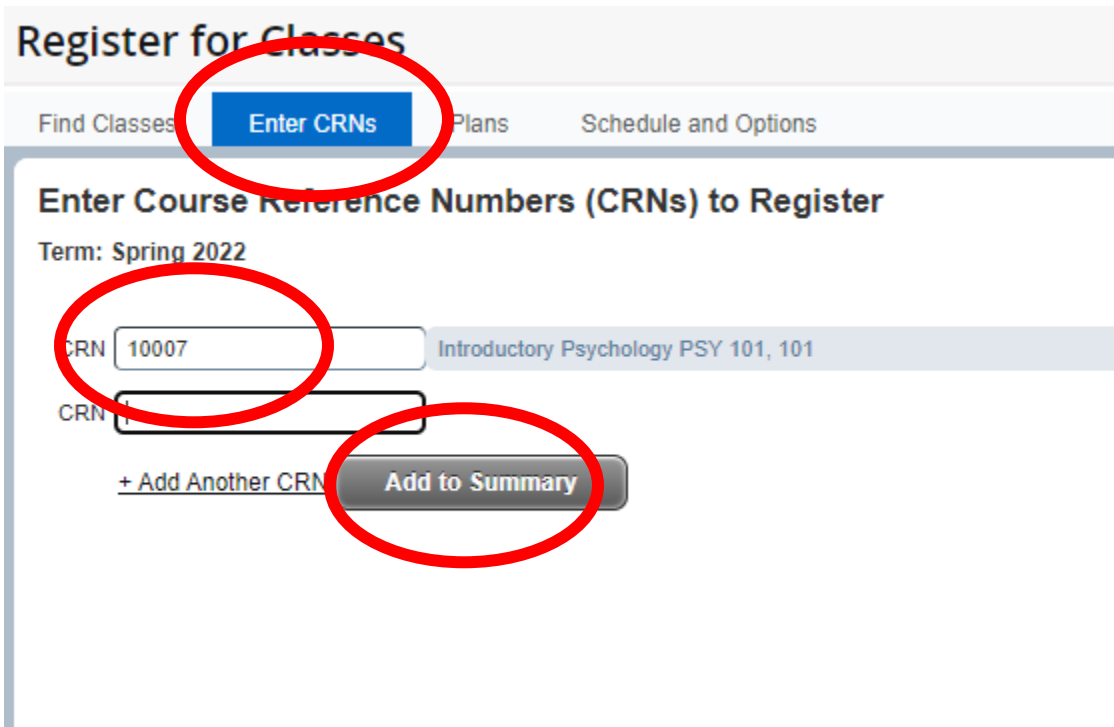 Register for Classes
Find Classes Enter CRNs Plans Schedule and Options
Enter Course Reference Numbers (CRNs) to Register
Term: Spring 2022
CRN 10007 Introductory Psychology PSY 101, 101
CRN
+ Add Another CRN Add to Summary